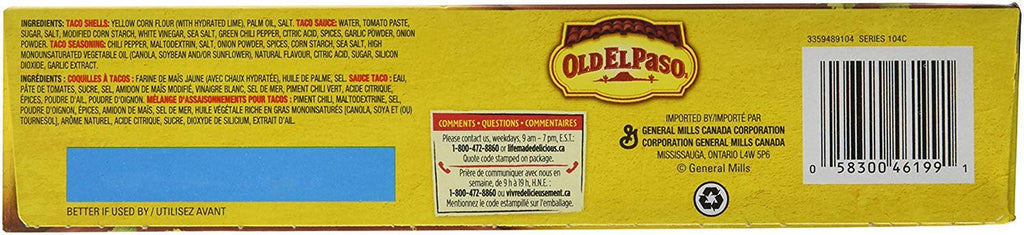 INGREDIENTS: TACO SHELLS: YELLOW CORN FLOUR (WITH HYDRATED LIME), PALM OIL, SALT. TACO SAUCE: WATER, TOMATO PASTE,
SUGAR, SALT, MODIFIED CORN STARCH, WHITE VINEGAR, SEA SALT, GREEN CHILI PEPPER, CITRIC ACID, SPICES, GARLIC POWDER, ONION
POWDER. TACO SEASONING: CHILI PEPPER, MALTODEXTRIN, SALT, ONION POWDER, SPICES, CORN STARCH, SEA SALT, HIGH
MONOUNSATURATED VEGETABLE OIL, (CANOLA, SOYBEAN AND/OR SUNFLOWER), NATURAL FLAVOUR, CITRIC ACID, SUGAR, SILICON
DIOXIDE, GARLIC EXTRACT.
INGRÉDIENTS : COQUILLES À TACOS : FARINE DE MAÏS JAUNE (AVEC CHAUX HYDRATÉE), HUILE DE PALME, SEL. SAUCE TACO : EAU,
PÂTE DE TOMATES, SUCRE, SEL, AMIDON DE MAÏS MODIFIÉ, VINAIGRE BLANC, SEL DE MER, PIMENT CHILI VERT, ACIDE CITRIQUE,
ÉPICES, POUDRE D'AIL, POUDRE D'OIGNON. MÉLANGE D'ASSAISONNEMENTS POUR TACOS : PIMENT CHILI, MALTODEXTRINE, SEL,
POUDRE D'OIGNON, ÉPICES, AMIDON DE MAÏS, SEL DE MER, HUILE VÉGÉTALE RICHE EN GRAS MONOINSATURÉS [CANOLA, SOYA ET (OU)
TOURNESOL], ARÔME NATUREL, ACIDE CITRIQUE, SUCRE, DIOXYDE DE SILICIUM, EXTRAIT D'AIL.
BETTER IF USED BY / UTILISEZ AVANT
OLD EL PASO
COMMENTS • QUESTIONS • COMMENTAIRES
Please contact us, weekdays, 9 am – 7 pm, E.S.T.:
1-800-472-8860 or lifemadedelicious.ca
Quote code stamped on package.
Prière de communiquer avec nous en
semaine, de 9 h à 19 h, H.N.E. :
1-800-472-8860 ou vivredelicieusement.ca
Mentionnez le code estampillé sur l'emballage.
IMPORTED BY/IMPORTÉ PAR
G GENERAL MILLS CANADA CORPORATION
CORPORATION GENERAL MILLS CANADA
MISSISSAUGA, ONTARIO L4W 5P6
© General Mills
3359489104 SERIES 104C
0 58300 46199 1